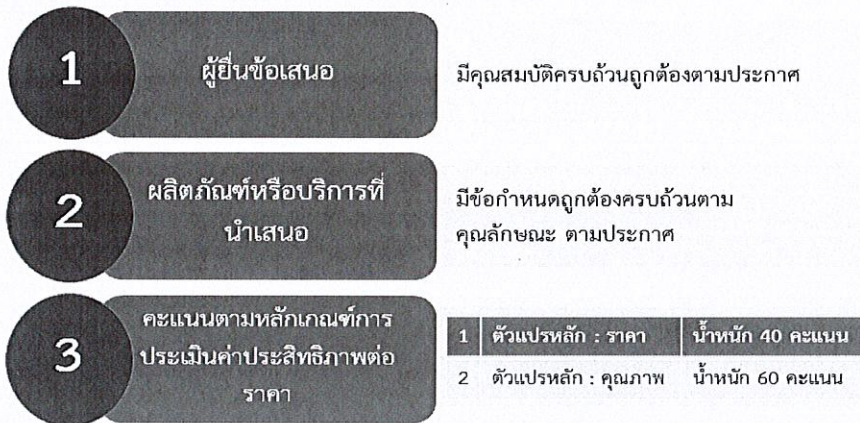 1
ผู้ยื่นข้อเสนอ
มีคุณสมบัติครบถ้วนถูกต้องตามประกาศ
2
ผลิตภัณฑ์หรือบริการที่
นำเสนอ
มีข้อกำหนดถูกต้องครบถ้วนตาม
คุณลักษณะ ตามประกาศ
3
คะแนนตามหลักเกณฑ์การ
ประเมินค่าประสิทธิภาพต่อ
ราคา
1 ตัวแปรหลัก : ราคา น้ำหนัก 40 คะแนน
2 ตัวแปรหลัก : คุณภาพ น้ำหนัก 60 คะแนน